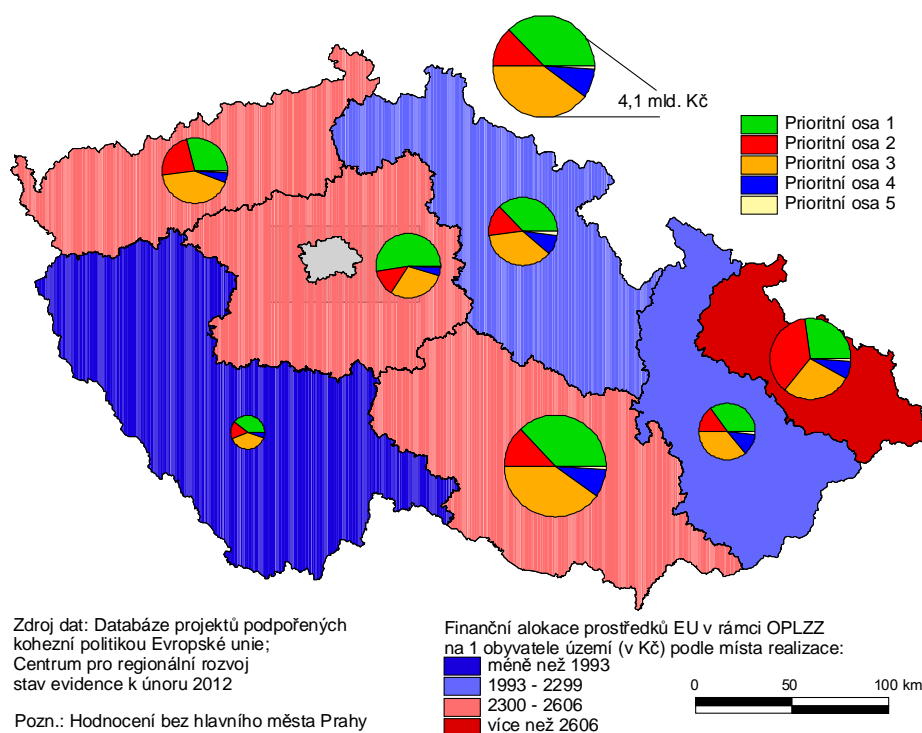 4,1 mld. Kč
Prioritní osa 1
Prioritní osa 2
Prioritní osa 3
Prioritní osa 4
Prioritní osa 5
Zdroj dat: Databáze projektů podpořených
kohezní politikou Evropské unie;
Centrum pro regionální rozvoj
stav evidence k únoru 2012
Pozn.: Hodnocení bez hlavního města Prahy
Finanční alokace prostředků EU v rámci OPLZZ
na 1 obyvatele území (v Kč) podle místa realizace:
méně než 1993
1993 - 2299
2300 - 2606
více než 2606
0 50 100 km